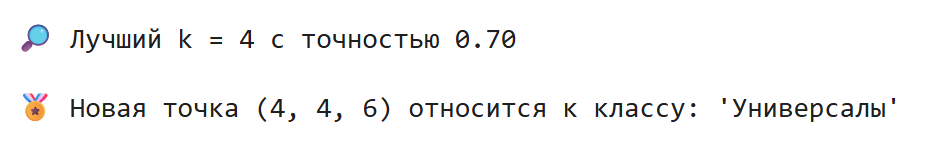 🔎 Лучший k = 4 с точностью 0.70
🏅 Новая точка (4, 4, 6) относится к классу: 'Универсалы'